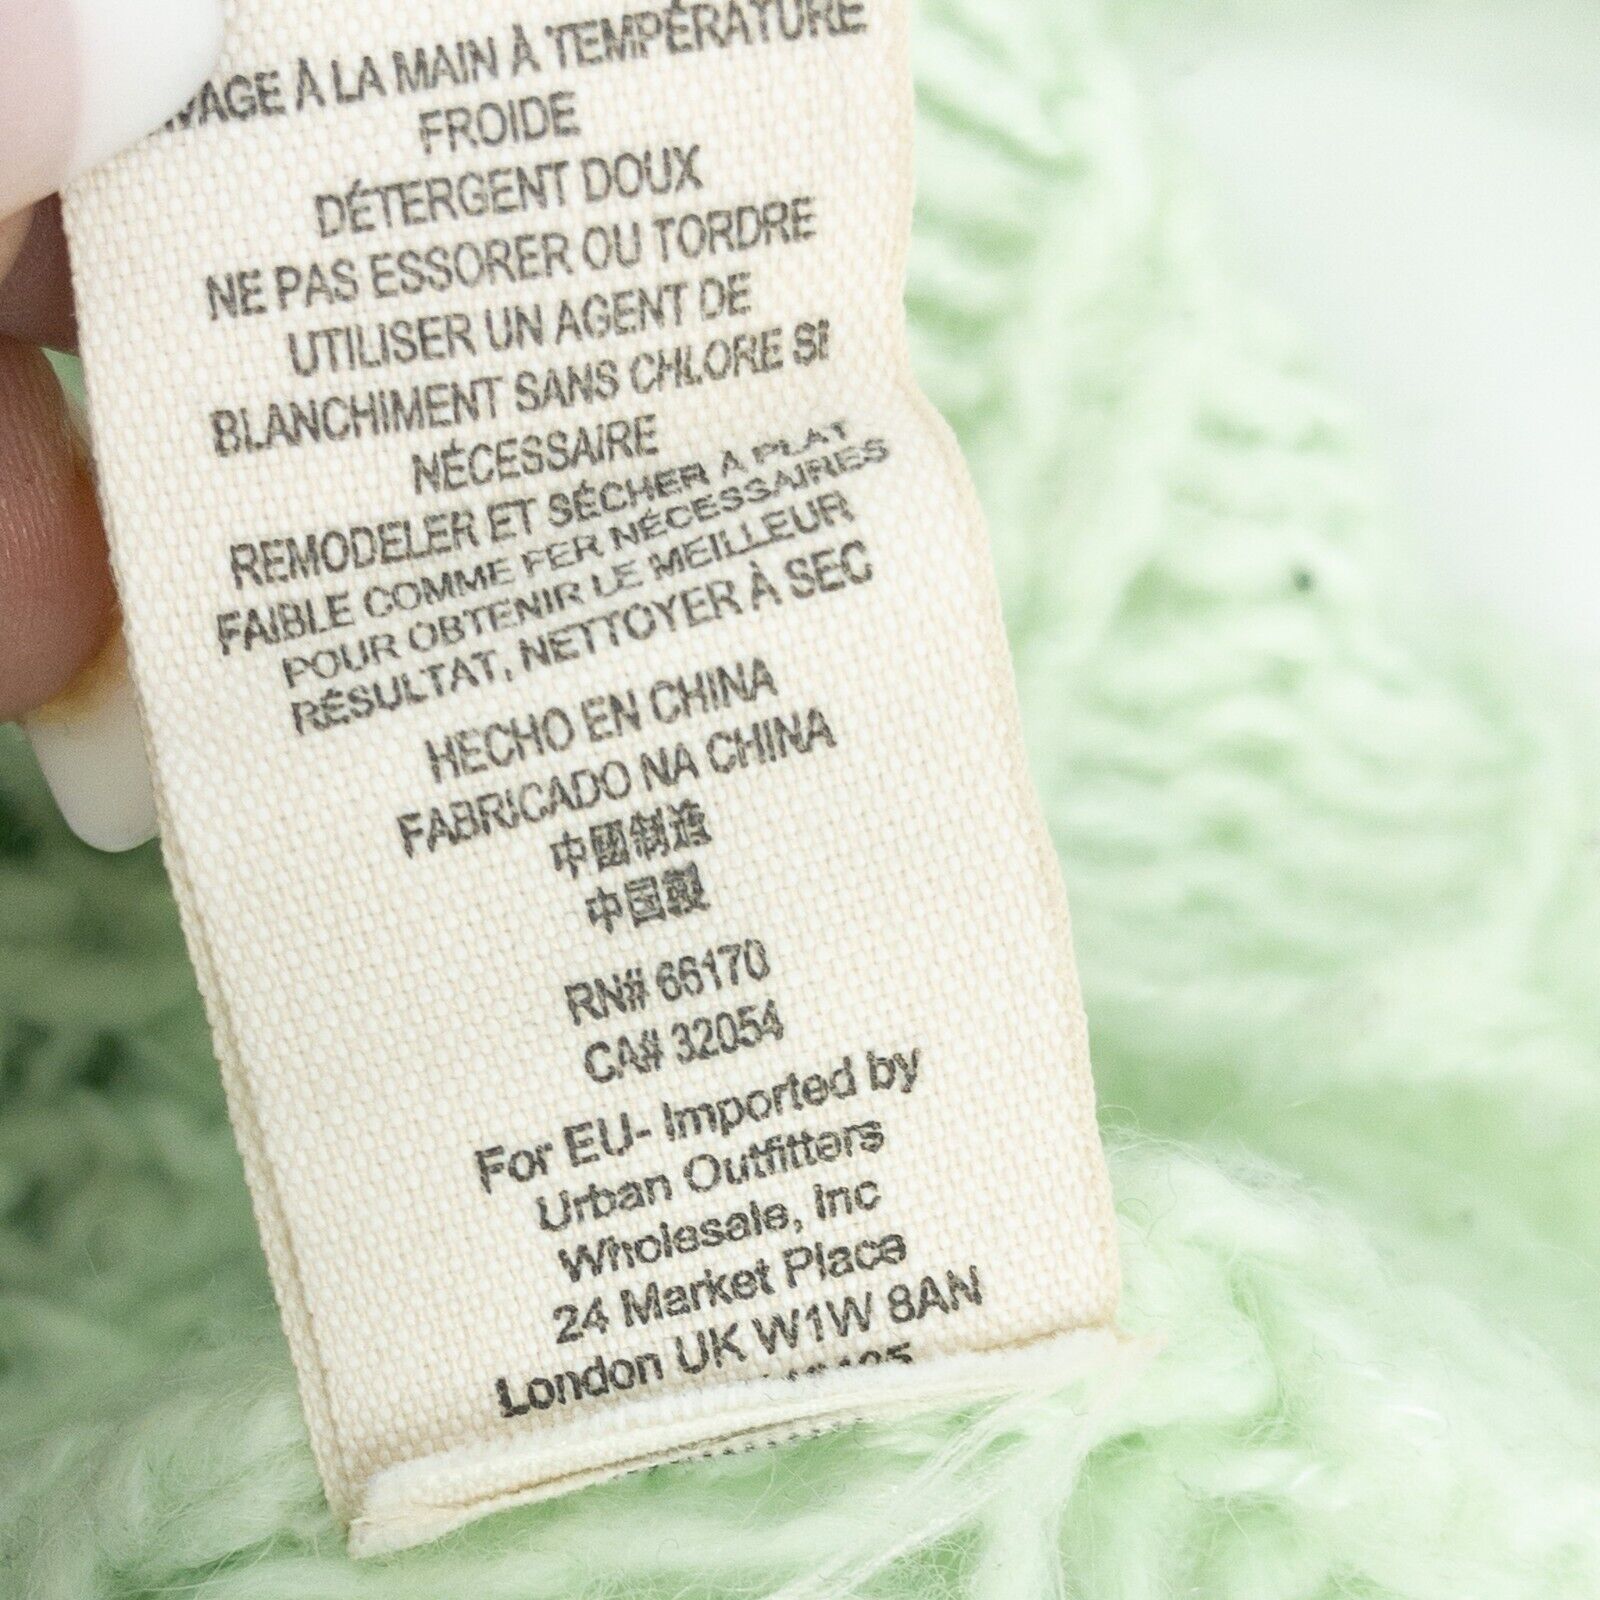 À LA MAIN À TEMPÉRATURE
FROIDE
DÉTERGENT DOUX
NE PAS ESSORER OU TORDRE
UTILISER UN AGENT DE
BLANCHIMENT SANS CHLORE SI
NÉCESSAIRE
REMODELER ET SÉCHER À PLAT
FAIBLE COMME FER NÉCESSAIRES
POUR OBTENIR LE MEILLEUR
RÉSULTAT, NETTOYER À SEC
HECHO EN CHINA
FABRICADO NA CHINA
中國制造
中国製
RN# 66170
CA# 32054
For EU- Imported by
Urban Outfitters
Wholesale, Inc
24 Market Place
London UK W1W 8AN